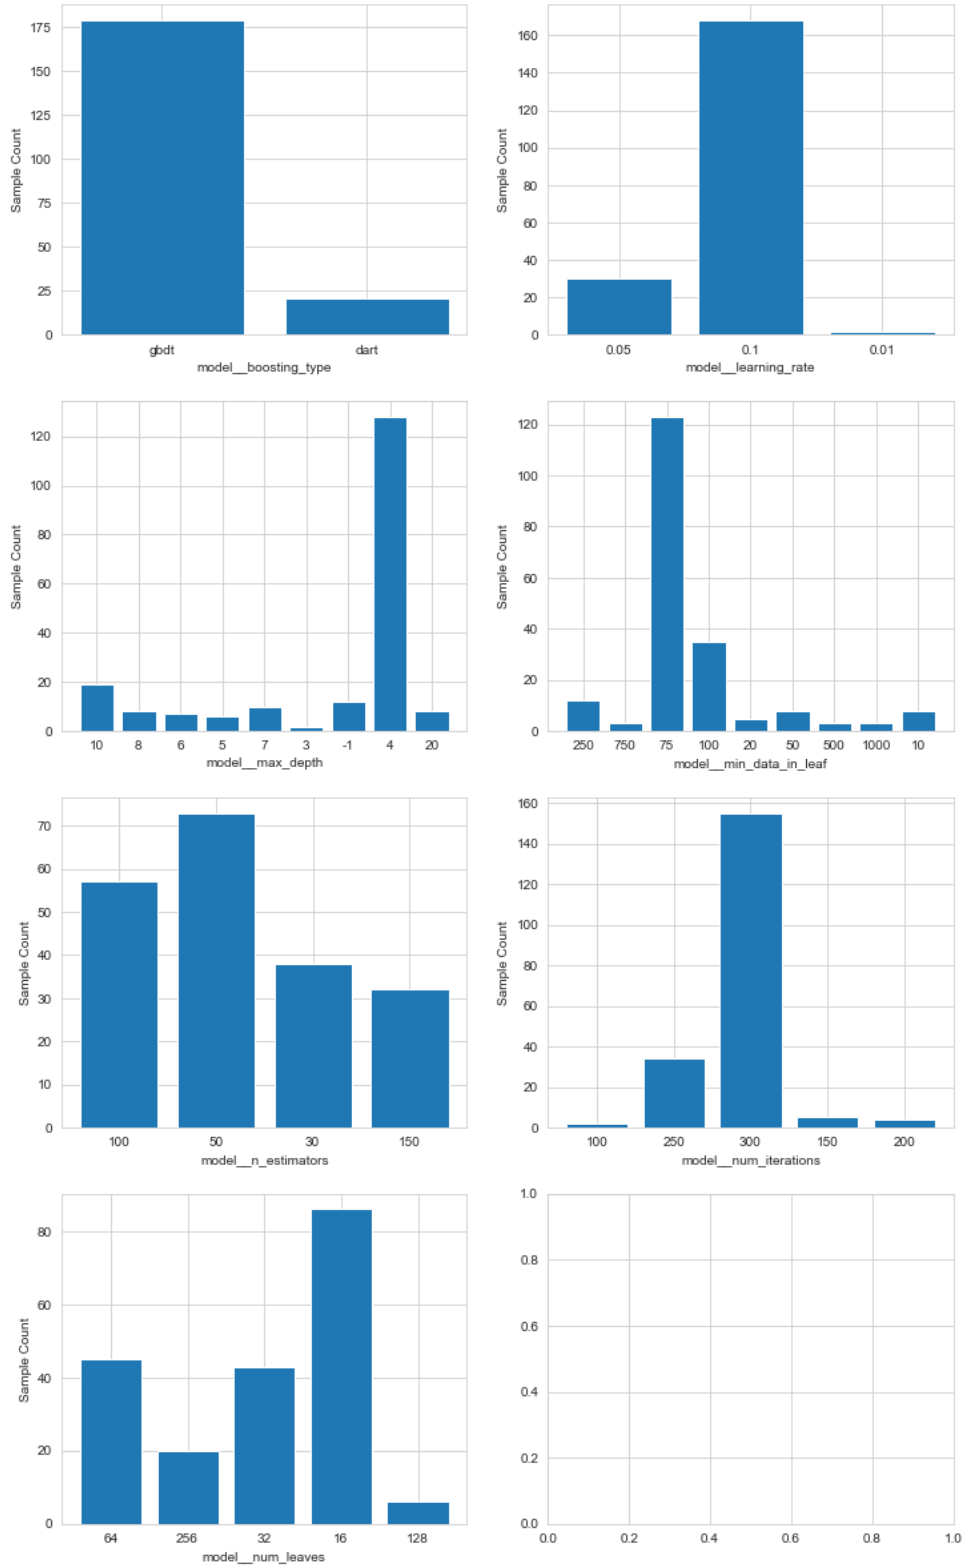 175
150
125
100
75
50
25
0
Sample Count
gbdt
dart
model__boosting_type
160
140
120
100
80
60
40
20
0
Sample Count
0.05
0.1
0.01
model__learning_rate
120
100
80
60
40
20
0
Sample Count
10 8 6 5 7 3 -1 4 20
model__max_depth
120
100
80
60
40
20
0
Sample Count
250 750 75 100 20 50 500 1000 10
model__min_data_in_leaf
70
60
50
40
30
20
10
0
Sample Count
100 50 30 150
model__n_estimators
160
140
120
100
80
60
40
20
0
Sample Count
100 250 300 150 200
model__num_iterations
80
60
40
20
0
Sample Count
64 256 32 16 128
model__num_leaves
1.0
0.8
0.6
0.4
0.2
0.0
0.0 0.2 0.4 0.6 0.8 1.0